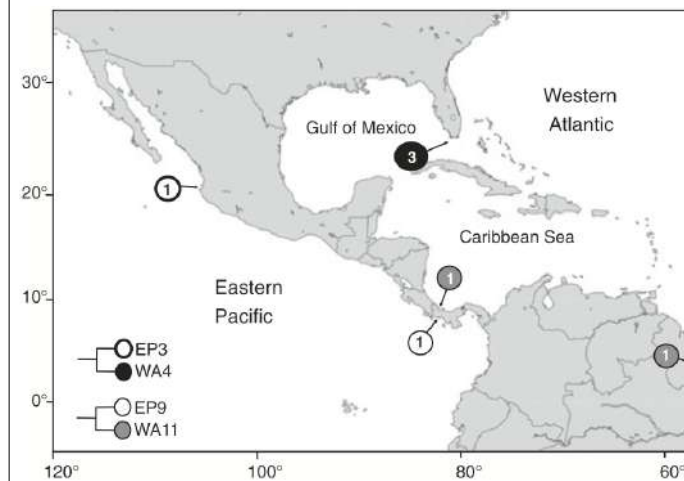 30°
Western
Atlantic
Gulf of Mexico
3
20°
1
Caribbean Sea
1
Eastern
Pacific
10°
1
1
EP3
WA4
0°
EP9
WA11
120°
100°
80°
60°